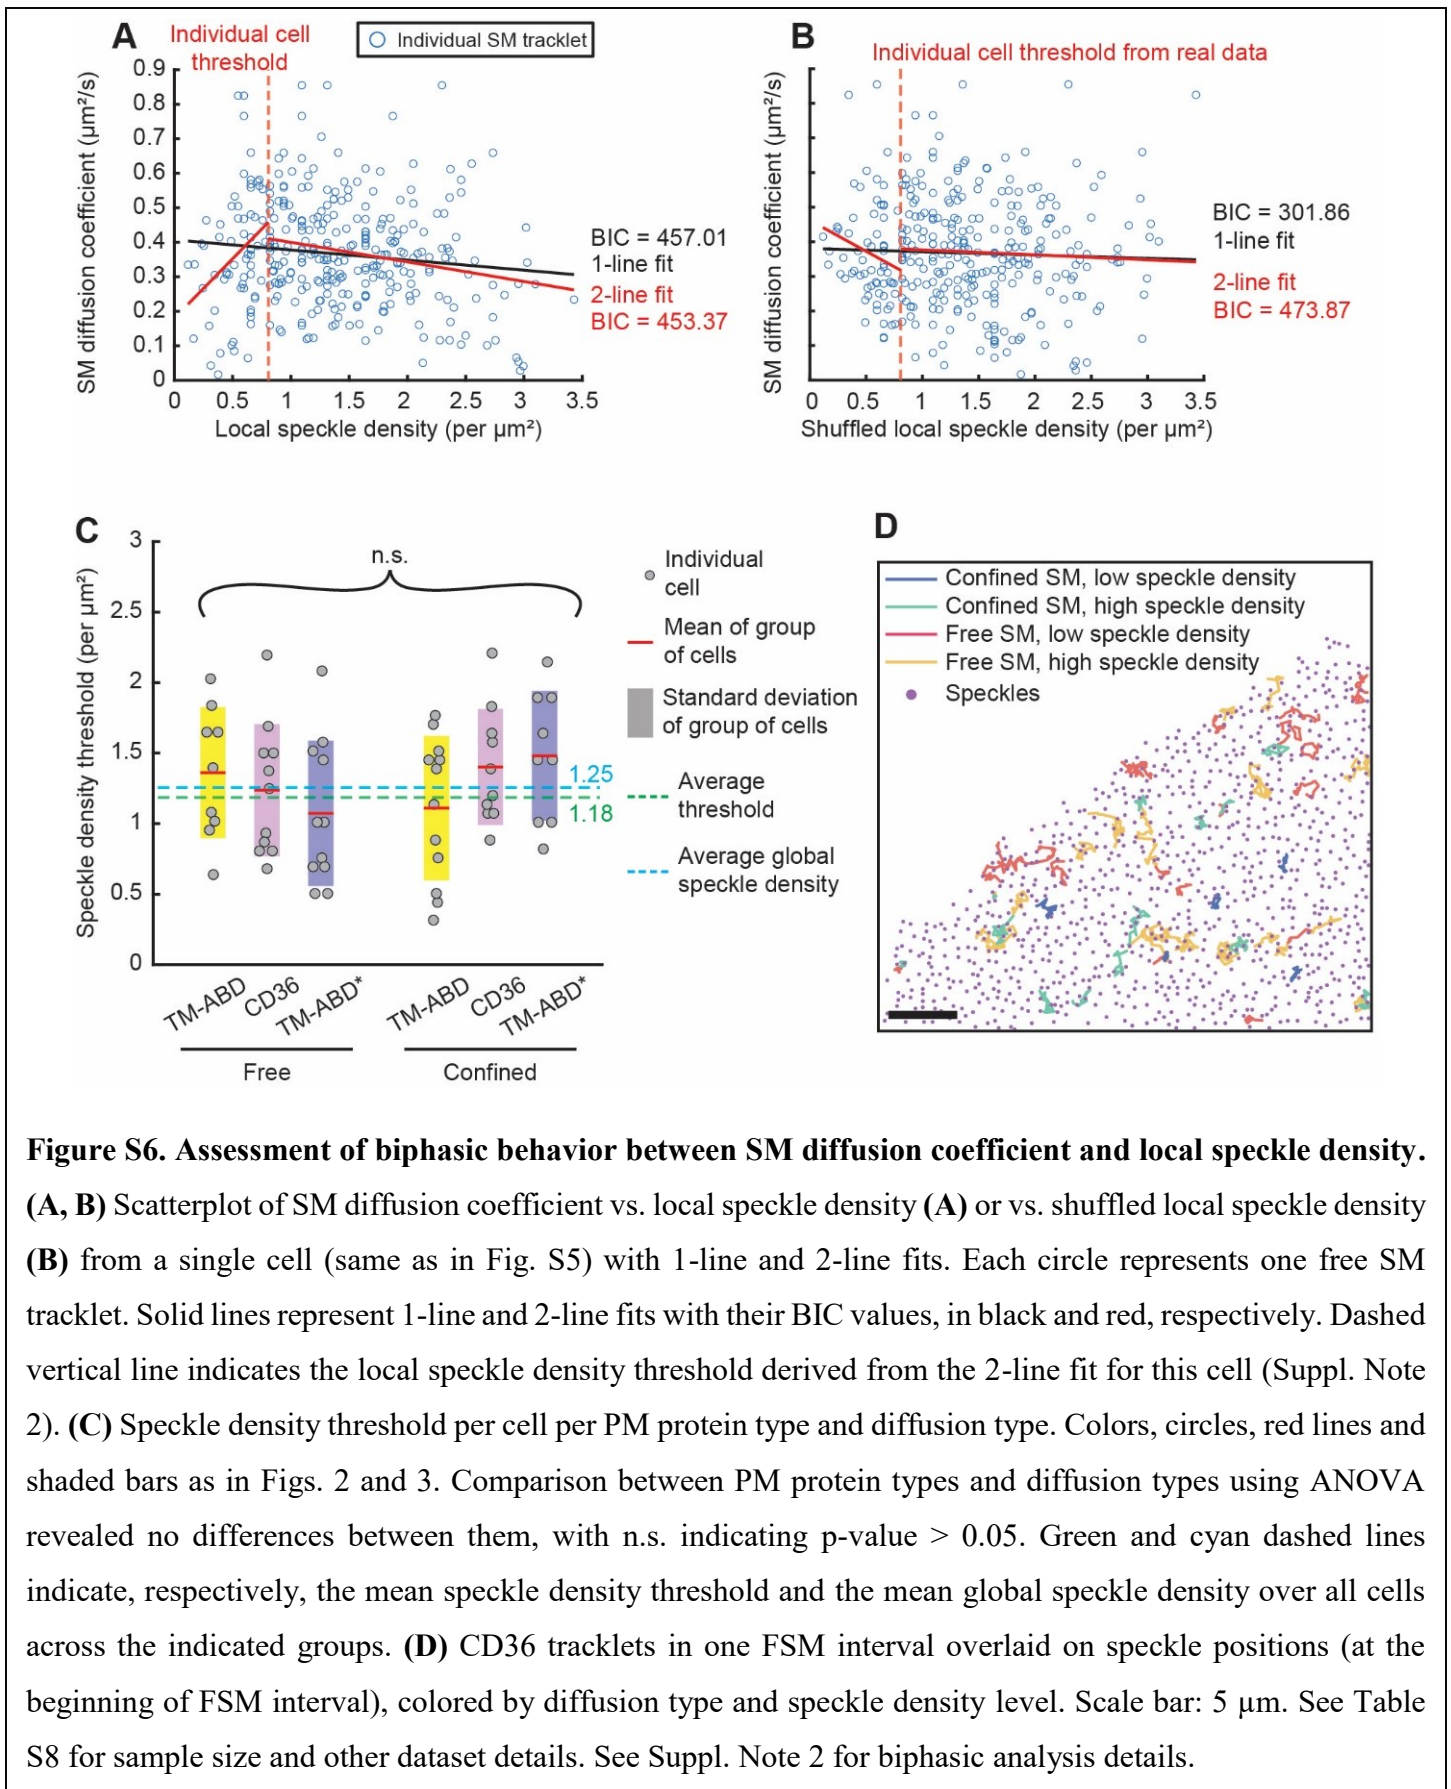 A
Individual cell
threshold
Individual SM tracklet
SM diffusion coefficient (µm²/s)
0.9
0.8
0.7
0.6
0.5
0.4
0.3
0.2
0.1
0
0 0.5 1 1.5 2 2.5 3 3.5
Local speckle density (per µm²)
BIC = 457.01
1-line fit
2-line fit
BIC = 453.37
B
Individual cell threshold from real data
SM diffusion coefficient (µm²/s)
0 0.5 1 1.5 2 2.5 3 3.5
Shuffled local speckle density (per µm²)
BIC = 301.86
1-line fit
2-line fit
BIC = 473.87
C
Speckle density threshold (per µm²)
3
2.5
2
1.5
1
0.5
0
n.s.
1.25
1.18
TM-ABD CD36 TM-ABD* TM-ABD CD36 TM-ABD*
Free Confined
Individual
cell
Mean of group
of cells
Standard deviation
of group of cells
Average
threshold
Average global
speckle density
D
Confined SM, low speckle density
Confined SM, high speckle density
Free SM, low speckle density
Free SM, high speckle density
Speckles
Figure S6. Assessment of biphasic behavior between SM diffusion coefficient and local speckle density.
(A, B) Scatterplot of SM diffusion coefficient vs. local speckle density (A) or vs. shuffled local speckle density
(B) from a single cell (same as in Fig. S5) with 1-line and 2-line fits. Each circle represents one free SM
tracklet. Solid lines represent 1-line and 2-line fits with their BIC values, in black and red, respectively. Dashed
vertical line indicates the local speckle density threshold derived from the 2-line fit for this cell (Suppl. Note
2). (C) Speckle density threshold per cell per PM protein type and diffusion type. Colors, circles, red lines and
shaded bars as in Figs. 2 and 3. Comparison between PM protein types and diffusion types using ANOVA
revealed no differences between them, with n.s. indicating p-value > 0.05. Green and cyan dashed lines
indicate, respectively, the mean speckle density threshold and the mean global speckle density over all cells
across the indicated groups. (D) CD36 tracklets in one FSM interval overlaid on speckle positions (at the
beginning of FSM interval), colored by diffusion type and speckle density level. Scale bar: 5 µm. See Table
S8 for sample size and other dataset details. See Suppl. Note 2 for biphasic analysis details.